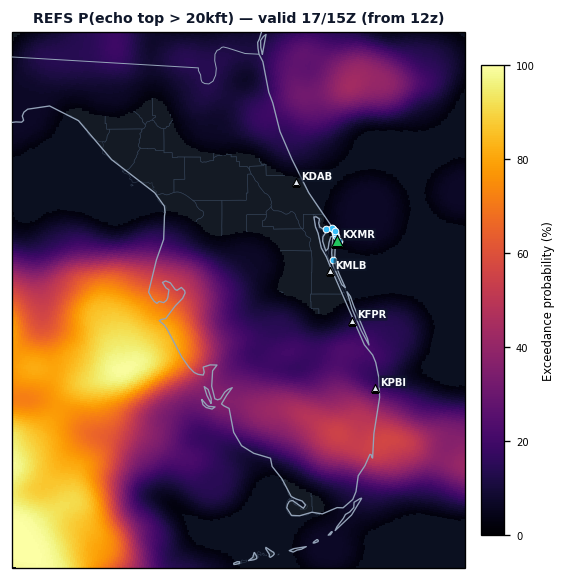 REFS P(echo top > 20kft) — valid 17/15Z (from 12z)
KDAB
KXMR
KMLB
KFPR
KPBI
100
80
60
40
20
0
Exceedance probability (%)